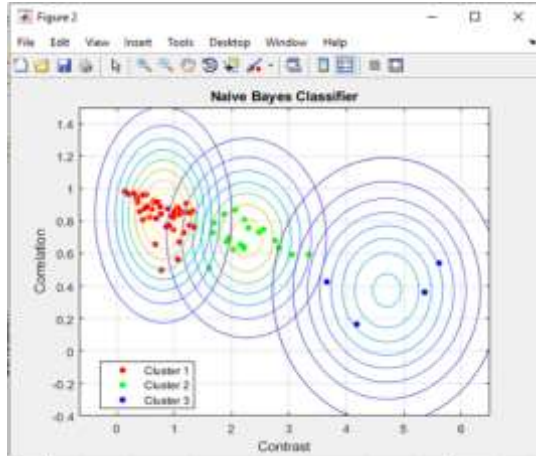 Figure 2
File Edit View Insert Tools Desktop Window Help
Naive Bayes Classifier
1.4
1.2
1
0.8
0.6
0.4
0.2
0
-0.2
-0.4
Correlation
Cluster 1
Cluster 2
Cluster 3
0 1 2 3 4 5 6
Contrast